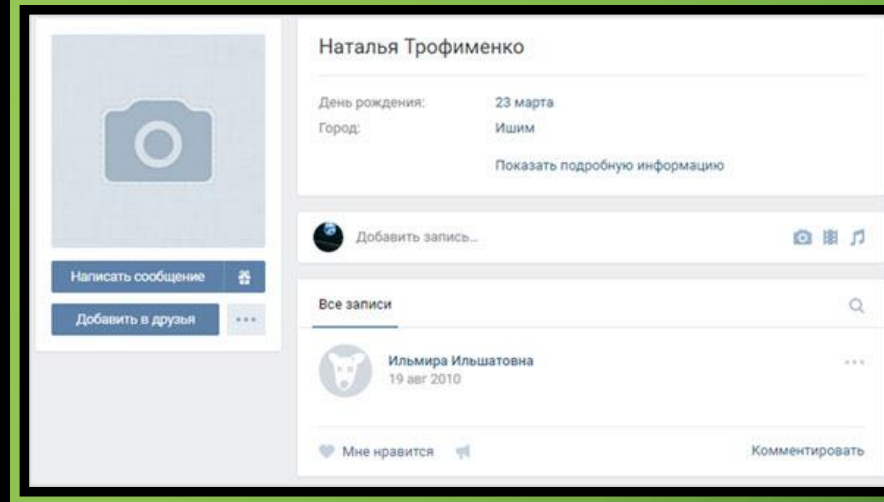 Наталья Трофименко
День рождения: 23 марта
Город: Ишим
Показать подробную информацию
Написать сообщение
Добавить в друзья
Добавить запись...
Все записи
Ильмира Ильшатовна
19 авг 2010
Мне нравится
Комментировать